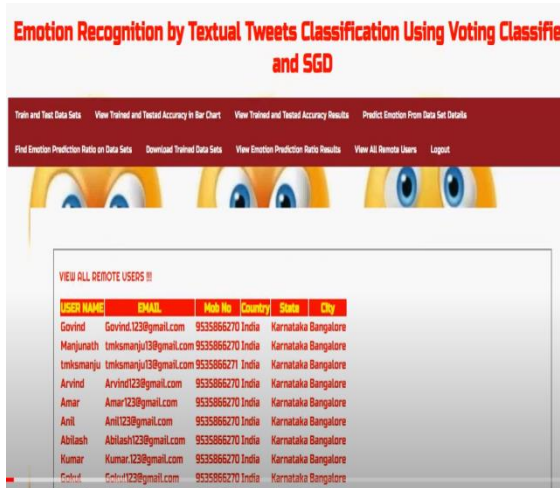 Emotion Recognition by Textual Tweets Classification Using Voting Classifie
and SGD
Train and Test Data Sets View Trained and Tested Accuracy in Bar Chart View Trained and Tested Accuracy Results Predict Emotion From Data Set Details
Find Emotion Prediction Ratio on Data Sets Download Trained Data Sets View Emotion Prediction Ratio Results View All Remote Users Logout
VIEW ALL REMOTE USERS !!!
USER NAME EMAIL Mob No Country State City
Govind Govind.123@gmail.com 9535866270 India Karnataka Bangalore
Manjunath tmksmanju13@gmail.com 9535866270 India Karnataka Bangalore
tmksmanju tmksmanju13@gmail.com 9535866271 India Karnataka Bangalore
Arvind Arvind123@gmail.com 9535866270 India Karnataka Bangalore
Amar Amar123@gmail.com 9535866270 India Karnataka Bangalore
Anil Anil123@gmail.com 9535866270 India Karnataka Bangalore
Abilash Abilash123@gmail.com 9535866270 India Karnataka Bangalore
Kumar Kumar.123@gmail.com 9535866270 India Karnataka Bangalore
Gokul Gokul123@gmail.com 9535866270 India Karnataka Bangalore